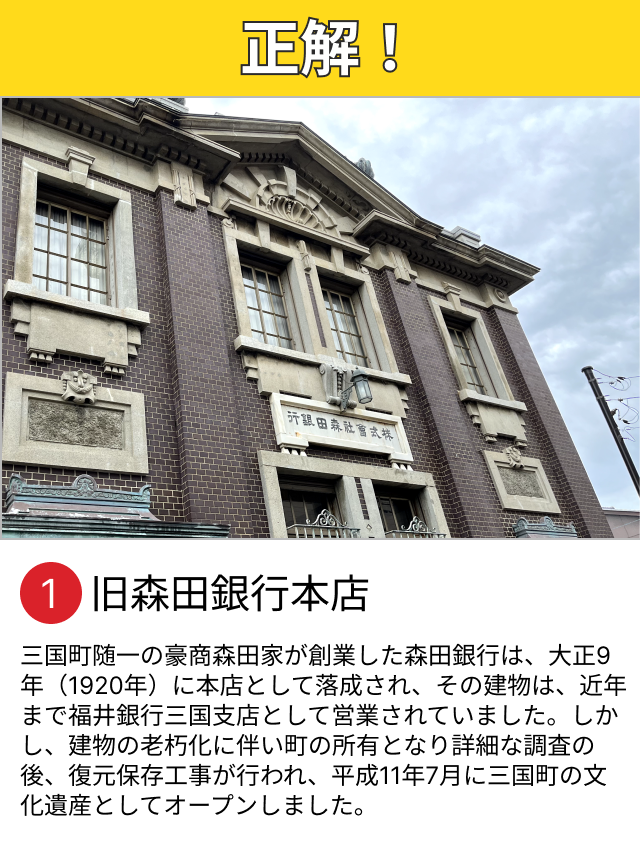 正解！
行銀田森社會式株
1 旧森田銀行本店
三国町随一の豪商森田家が創業した森田銀行は、大正9
年（1920年）に本店として落成され、その建物は、近年
まで福井銀行三国支店として営業されていました。しか
し、建物の老朽化に伴い町の所有となり詳細な調査の
後、復元保存工事が行われ、平成11年7月に三国町の文
化遺産としてオープンしました。